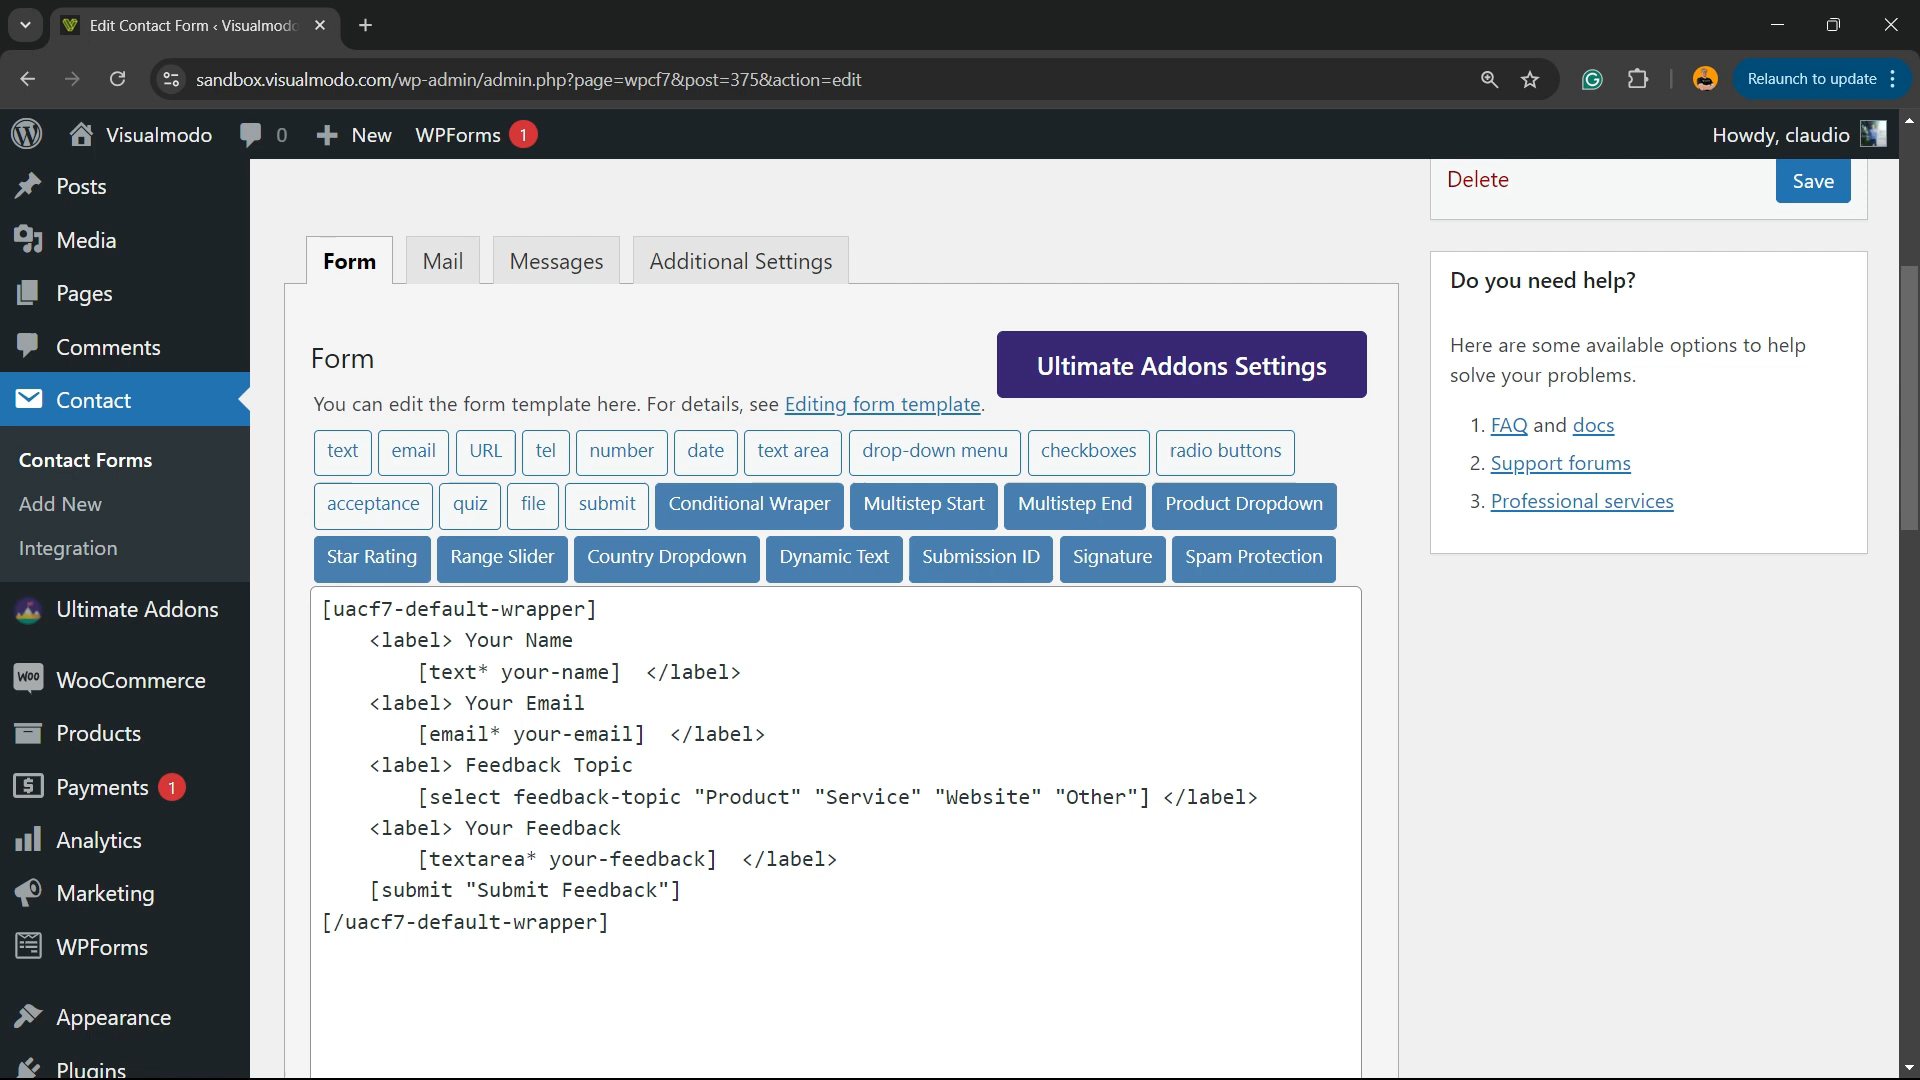 Edit Contact Form ‹ Visualmodo
sandbox.visualmodo.com/wp-admin/admin.php?page=wpcf7&post=375&action=edit
Relaunch to update
Visualmodo
0
New
WPForms 1
Howdy, claudio
Posts
Media
Pages
Comments
Contact
Contact Forms
Add New
Integration
Ultimate Addons
WooCommerce
Products
Payments 1
Analytics
Marketing
WPForms
Appearance
Plugins
Delete
Save
Form
Mail
Messages
Additional Settings
Form
Ultimate Addons Settings
You can edit the form template here. For details, see Editing form template.
text email URL tel number date text area drop-down menu checkboxes radio buttons
acceptance quiz file submit Conditional Wraper Multistep Start Multistep End Product Dropdown
Star Rating Range Slider Country Dropdown Dynamic Text Submission ID Signature Spam Protection
[uacf7-default-wrapper]
<label> Your Name
[text* your-name] </label>
<label> Your Email
[email* your-email] </label>
<label> Feedback Topic
[select feedback-topic "Product" "Service" "Website" "Other"] </label>
<label> Your Feedback
[textarea* your-feedback] </label>
[submit "Submit Feedback"]
[/uacf7-default-wrapper]
Do you need help?
Here are some available options to help
solve your problems.
1. FAQ and docs
2. Support forums
3. Professional services